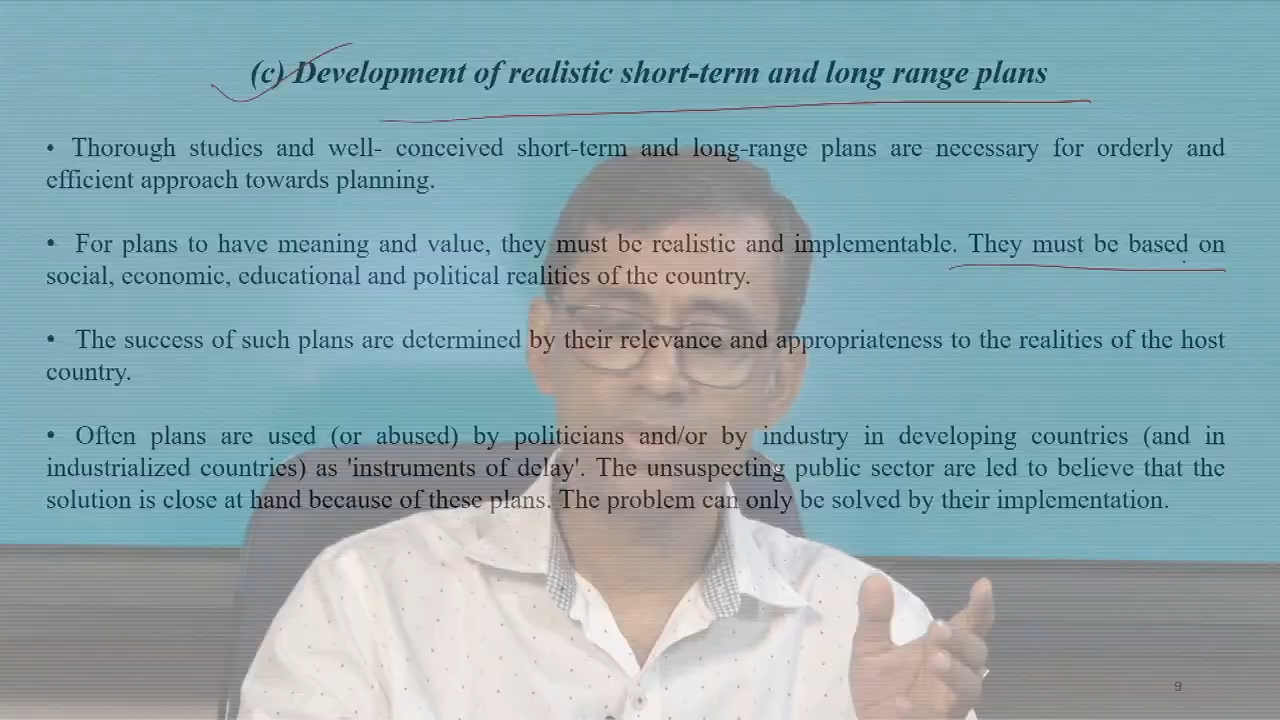 (c) Development of realistic short-term and long range plans
• Thorough studies and well- conceived short-term and long-range plans are necessary for orderly and
efficient approach towards planning.
• For plans to have meaning and value, they must be realistic and implementable. They must be based on
social, economic, educational and political realities of the country.
• The success of such plans are determined by their relevance and appropriateness to the realities of the host
country.
• Often plans are used (or abused) by politicians and/or by industry in developing countries (and in
industrialized countries) as 'instruments of delay'. The unsuspecting public sector are led to believe that the
solution is close at hand because of these plans. The problem can only be solved by their implementation.
9